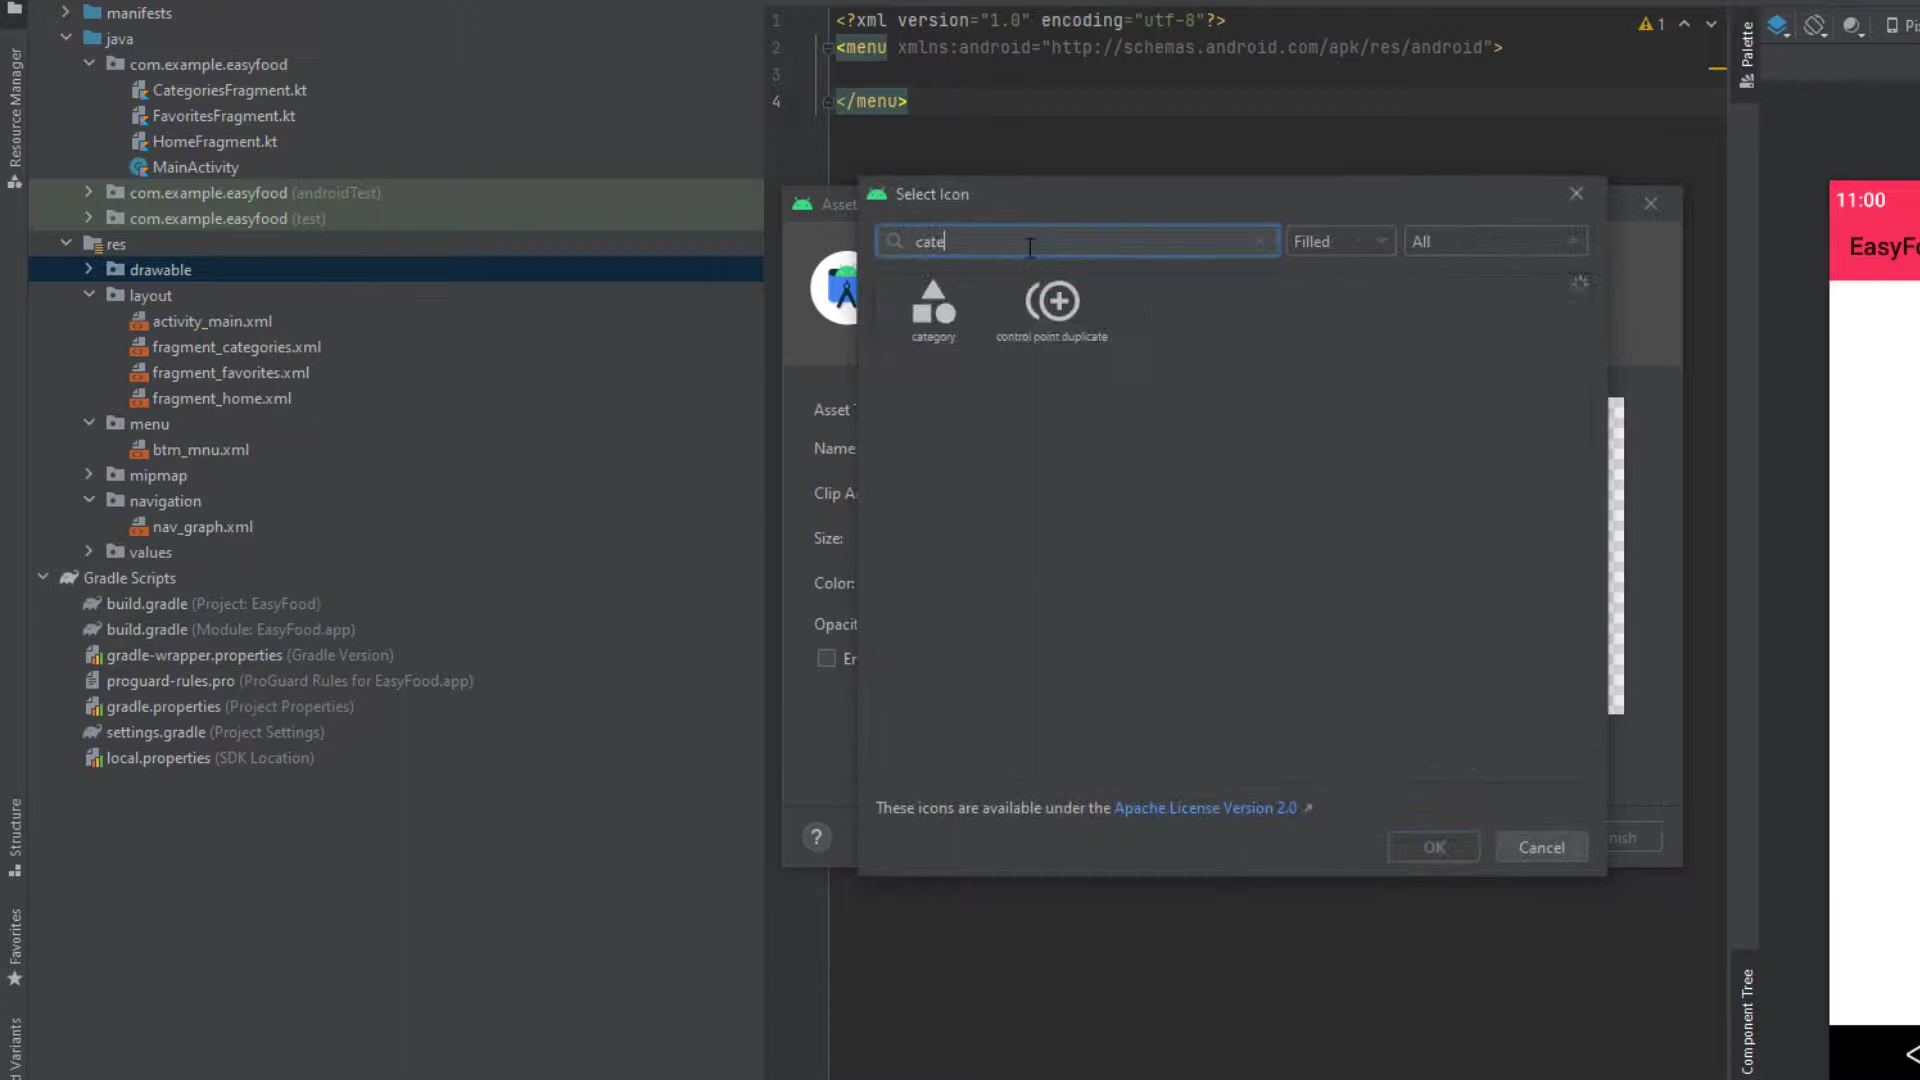 manifests
java
com.example.easyfood
CategoriesFragment.kt
FavoritesFragment.kt
HomeFragment.kt
MainActivity
com.example.easyfood (androidTest)
com.example.easyfood (test)
res
drawable
layout
activity_main.xml
fragment_categories.xml
fragment_favorites.xml
fragment_home.xml
menu
btm_mnu.xml
mipmap
navigation
nav_graph.xml
values
Gradle Scripts
build.gradle (Project: EasyFood)
build.gradle (Module: EasyFood.app)
gradle-wrapper.properties (Gradle Version)
proguard-rules.pro (ProGuard Rules for EasyFood.app)
gradle.properties (Project Properties)
settings.gradle (Project Settings)
local.properties (SDK Location)
Resource Manager
Structure
Favorites
Variants
1 <?xml version="1.0" encoding="utf-8"?>
2 <menu xmlns:android="http://schemas.android.com/apk/res/android">
3
4 </menu>
1
Asset
Select Icon
cate
Filled
All
category
control point duplicate
Asset
Name
Clip A
Size:
Color:
Opacit
En
These icons are available under the Apache License Version 2.0
?
OK
Cancel
nish
Palette
Component Tree
Pi
11:00
EasyFo